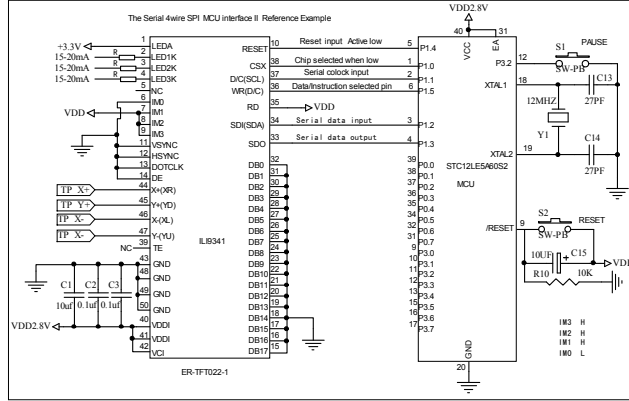 The Serial 4wire SPI MCU interface II Reference Example
VDD2.8V
40
31
VCC
EA
+3.3V
15-20mA
15-20mA
15-20mA
R
R
R
1
2
3
4
5
6
7
8
9
11
12
13
14
44
45
46
47
39
43
48
49
50
40
41
42
LEDA
LED1K
LED2K
LED3K
NC
IM0
IM1
IM2
IM3
VSYNC
HSYNC
DOTCLK
DE
X+(XR)
Y+(YD)
X-(XL)
Y-(YU)
TE
GND
GND
GND
GND
VDDI
VDDI
VCI
VDD
TP X+
TP Y+
TP X-
TP X-
NC
C1
C2
C3
10uf
0.1uf
0.1uf
VDD2.8V
ILI9341
ER-TFT022-1
RESET
CSX
D/C(SCL)
WR(D/C)
RD
SDI(SDA)
SDO
DB0
DB1
DB2
DB3
DB4
DB5
DB6
DB7
DB8
DB9
DB10
DB11
DB12
DB13
DB14
DB15
DB16
DB17
10
38
37
36
35
34
33
32
31
30
29
28
27
26
25
24
23
22
21
20
19
18
17
16
15
Reset input Active low
Chip selected when low
Serial colock input
Data/Instruction selected pin
VDD
Serial data input
Serial data output
5
1
2
6
3
4
39
38
37
36
35
34
33
32
31
9
10
11
12
13
14
15
16
17
P1.4
P1.0
P1.1
P1.5
P1.2
P1.3
P0.0
P0.1
P0.2
P0.3
P0.4
P0.5
P0.6
P0.7
P3.0
P3.1
P3.2
P3.3
P3.4
P3.5
P3.6
P3.7
STC12LE5A60S2
MCU
P3.2
XTAL1
XTAL2
/RESET
GND
20
12
18
19
9
S1
PAUSE
SW-PB
C13
27PF
12MHZ
Y1
C14
27PF
S2
RESET
SW-PB
10UF
+
C15
R10
10K
IM3 H
IM2 H
IM1 H
IM0 L